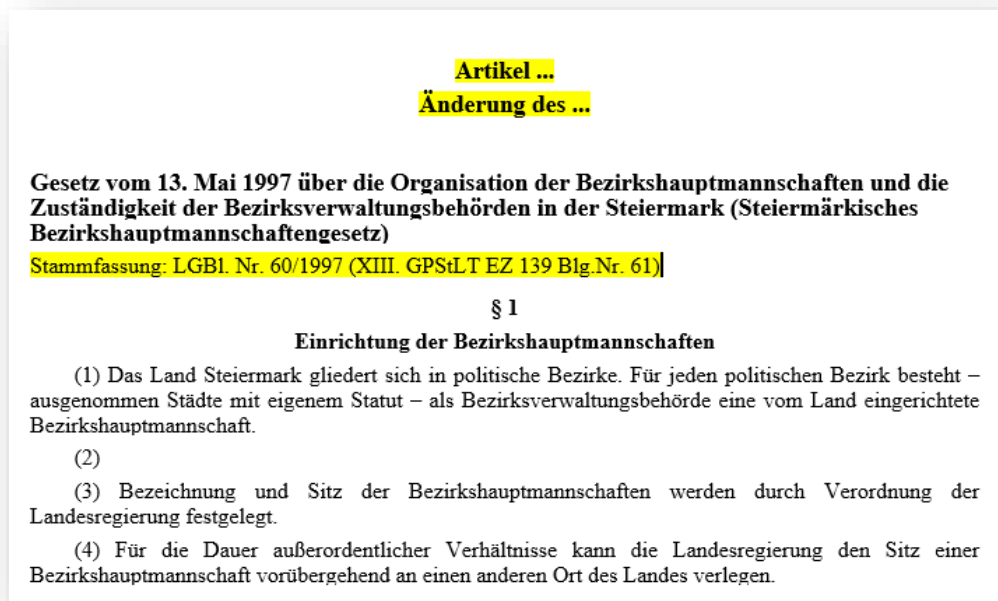 Artikel ...
Änderung des ...
Gesetz vom 13. Mai 1997 über die Organisation der Bezirkshauptmannschaften und die
Zuständigkeit der Bezirksverwaltungsbehörden in der Steiermark (Steiermärkisches
Bezirkshauptmannschaftengesetz)
Stammfassung: LGBl. Nr. 60/1997 (XIII. GPStLT EZ 139 Blg.Nr. 61)
§ 1
Einrichtung der Bezirkshauptmannschaften
(1) Das Land Steiermark gliedert sich in politische Bezirke. Für jeden politischen Bezirk besteht –
ausgenommen Städte mit eigenem Statut – als Bezirksverwaltungsbehörde eine vom Land eingerichtete
Bezirkshauptmannschaft.
(2)
(3) Bezeichnung und Sitz der Bezirkshauptmannschaften werden durch Verordnung der
Landesregierung festgelegt.
(4) Für die Dauer außerordentlicher Verhältnisse kann die Landesregierung den Sitz einer
Bezirkshauptmannschaft vorübergehend an einen anderen Ort des Landes verlegen.